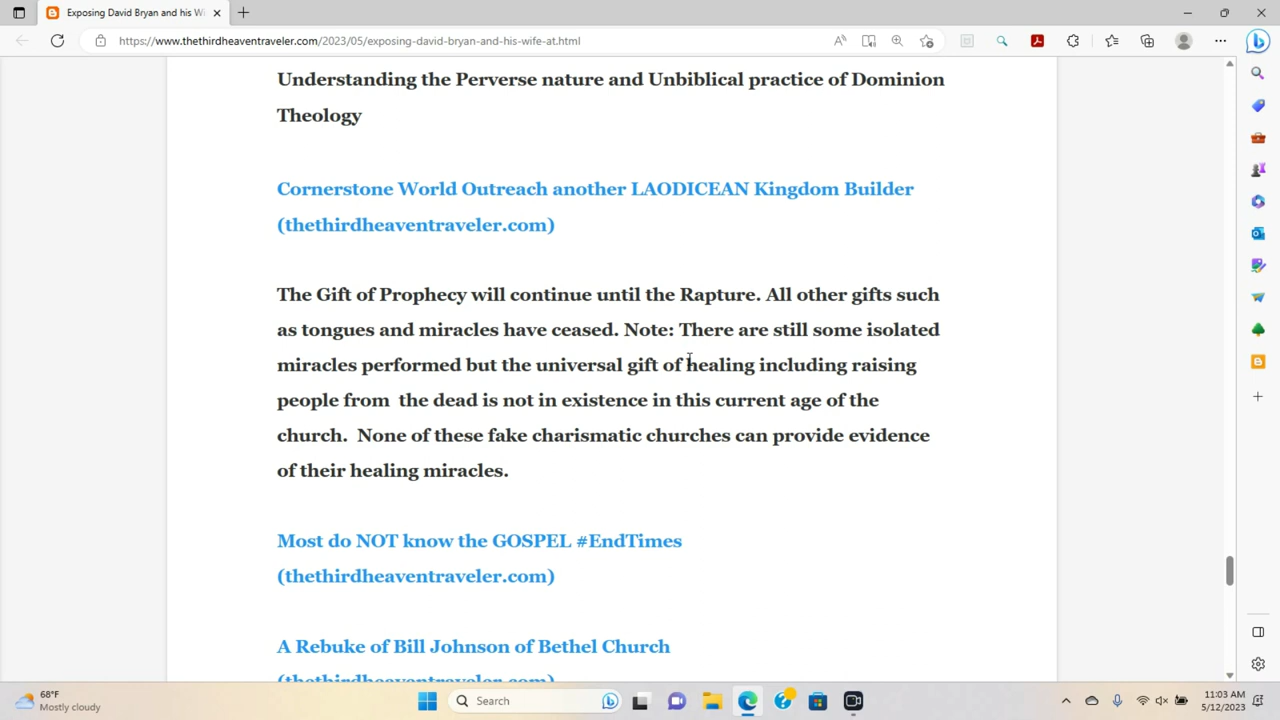 Exposing David Bryan and his Wi
https://www.thethirdheaventraveler.com/2023/05/exposing-david-bryan-and-his-wife-at.html
Understanding the Perverse nature and Unbiblical practice of Dominion
Theology
Cornerstone World Outreach another LAODICEAN Kingdom Builder
(thethirdheaventraveler.com)
The Gift of Prophecy will continue until the Rapture. All other gifts such
as tongues and miracles have ceased. Note: There are still some isolated
miracles performed but the universal gift of healing including raising
people from  the dead is not in existence in this current age of the
church.  None of these fake charismatic churches can provide evidence
of their healing miracles.
Most do NOT know the GOSPEL #EndTimes
(thethirdheaventraveler.com)
A Rebuke of Bill Johnson of Bethel Church
(thethirdheaventraveler.com)
68°F
Mostly cloudy
Search
11:03 AM
5/12/2023